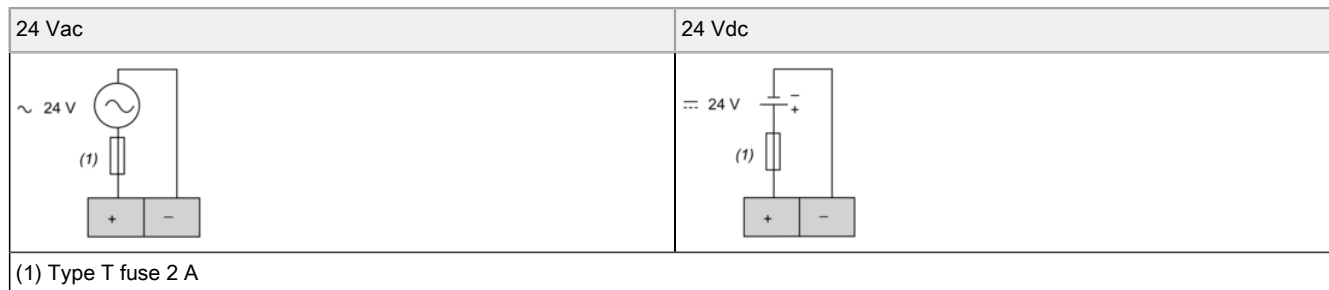 24 Vac
24 Vdc
∼ 24 V
(1)
+ −
⎓ 24 V
−
+
(1)
+ −
(1) Type T fuse 2 A